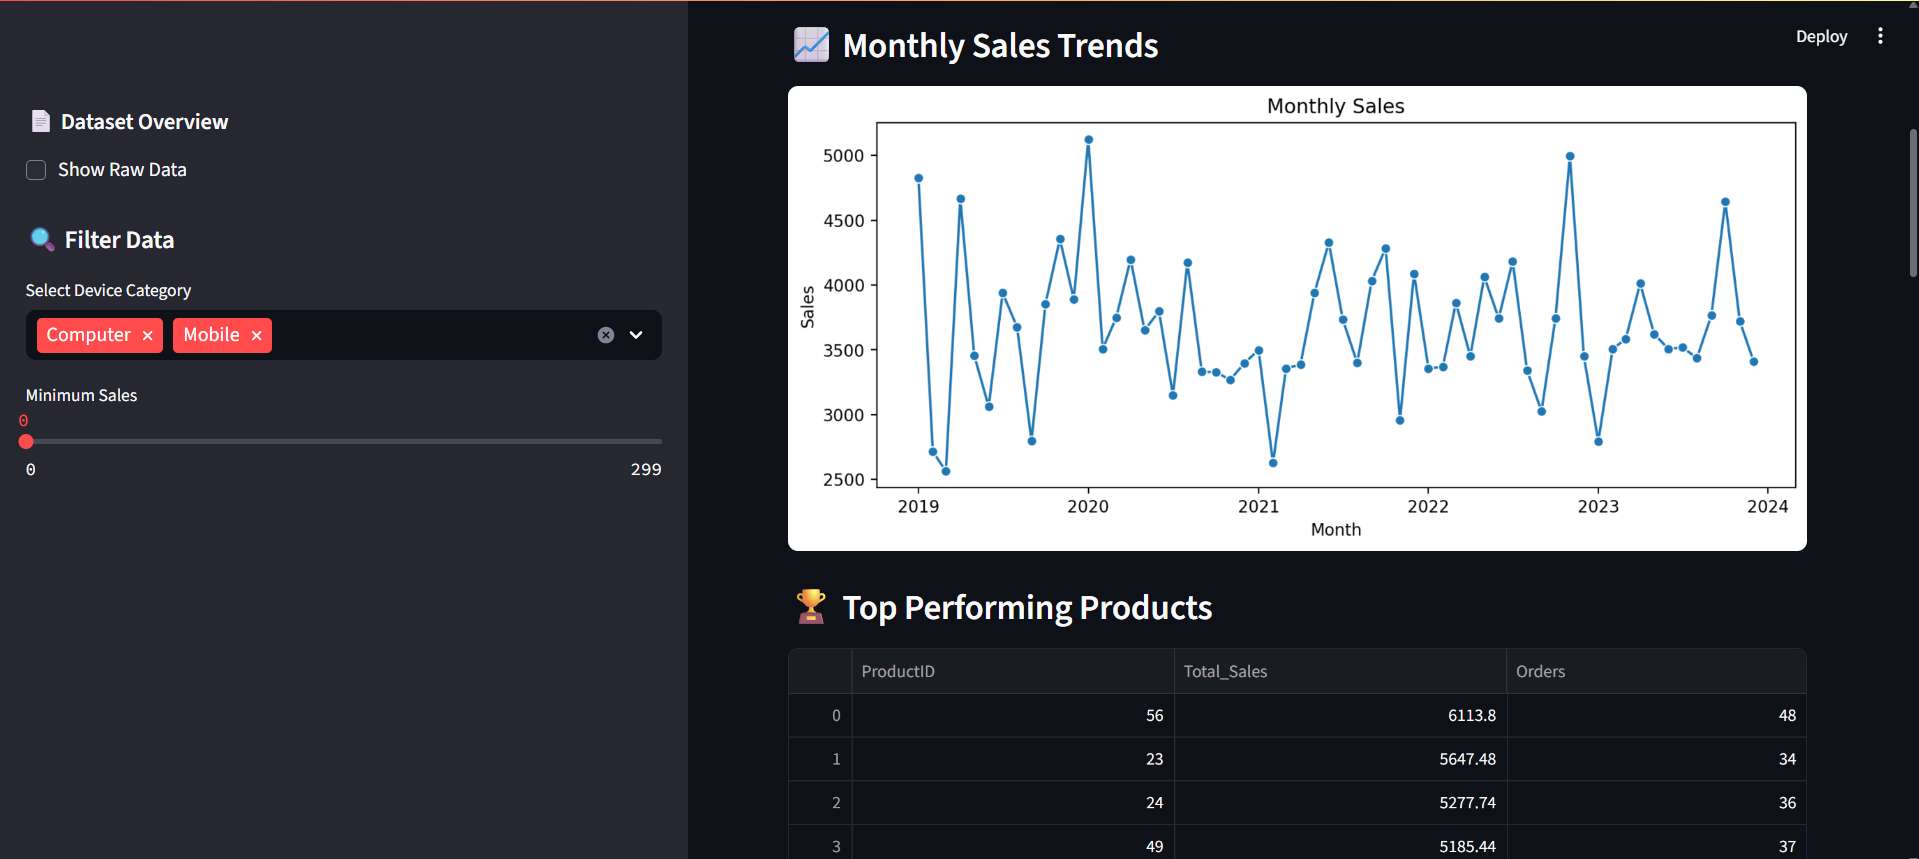 Deploy
Dataset Overview
Show Raw Data
Filter Data
Select Device Category
Computer Mobile
Minimum Sales
0
0 299
Monthly Sales Trends
Monthly Sales
5000
4500
4000
3500
3000
2500
Sales
2019 2020 2021 2022 2023 2024
Month
Top Performing Products
ProductID Total_Sales Orders
0 56 6113.8 48
1 23 5647.48 34
2 24 5277.74 36
3 49 5185.44 37